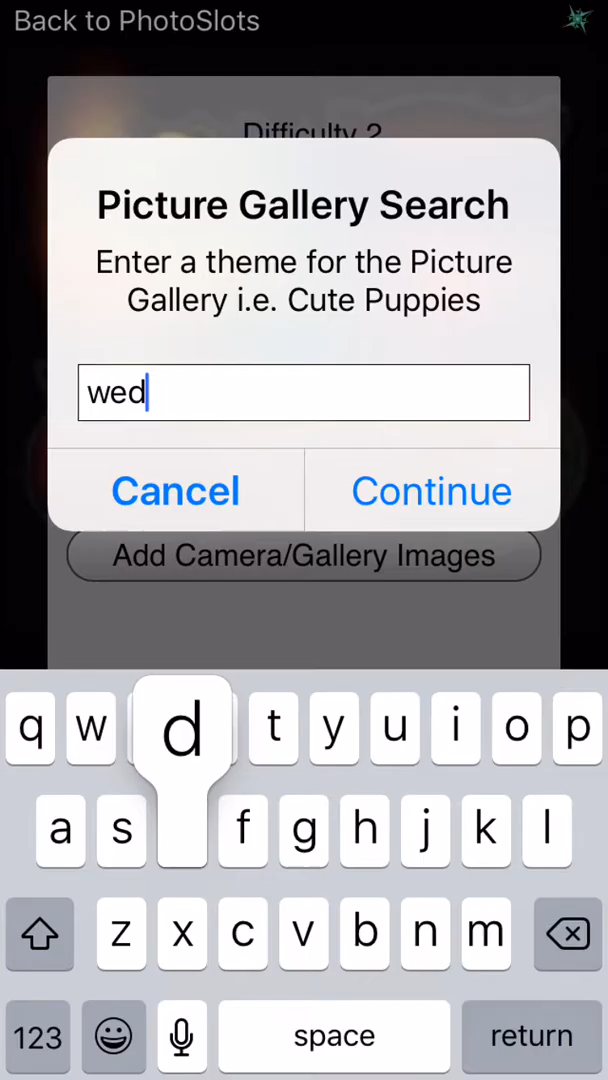 Back to PhotoSlots
Difficulty 2
Picture Gallery Search
Enter a theme for the Picture
Gallery i.e. Cute Puppies
wed
Cancel Continue
Add Camera/Gallery Images
q w d t y u i o p
a s f g h j k l
z x c v b n m
123 space return